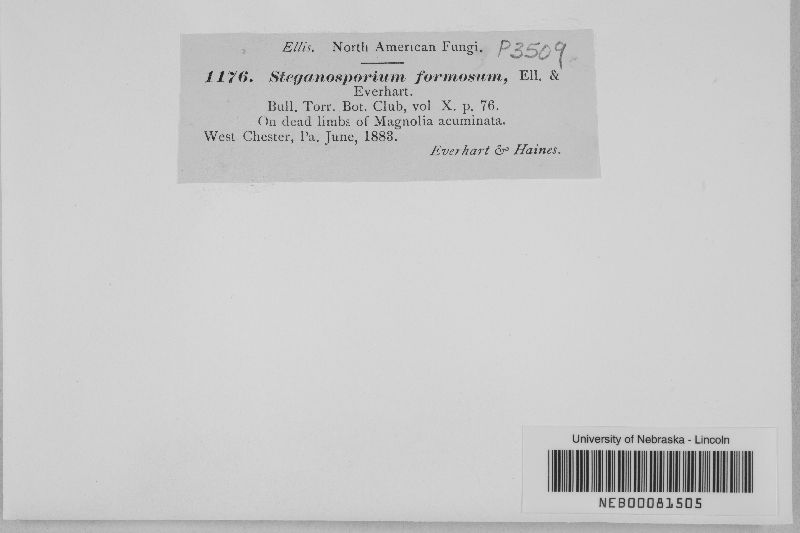 Ellis. North American Fungi. P3509
1176. Steganosporium formosum, Ell. &
Everhart.
Bull. Torr. Bot. Club, vol X. p. 76.
On dead limbs of Magnolia acuminata.
West Chester, Pa. June, 1883.
Everhart & Haines.
University of Nebraska - Lincoln
NEB00081505